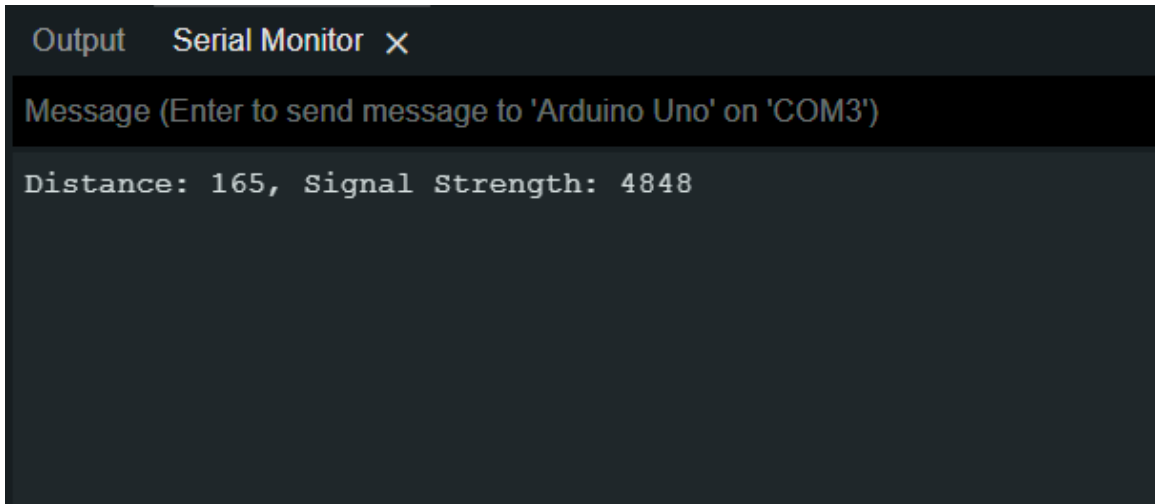 Output Serial Monitor ×
Message (Enter to send message to 'Arduino Uno' on 'COM3')
Distance: 165, Signal Strength: 4848